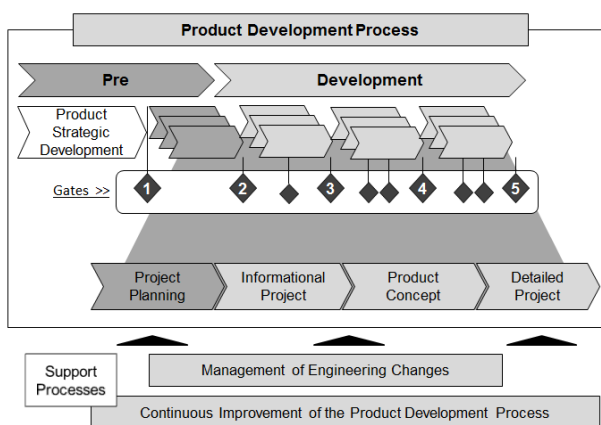 Product Development Process
Pre
Development
Product
Strategic
Development
Gates >>
1
2
3
4
5
Project
Planning
Informational
Project
Product
Concept
Detailed
Project
Support
Processes
Management of Engineering Changes
Continuous Improvement of the Product Development Process